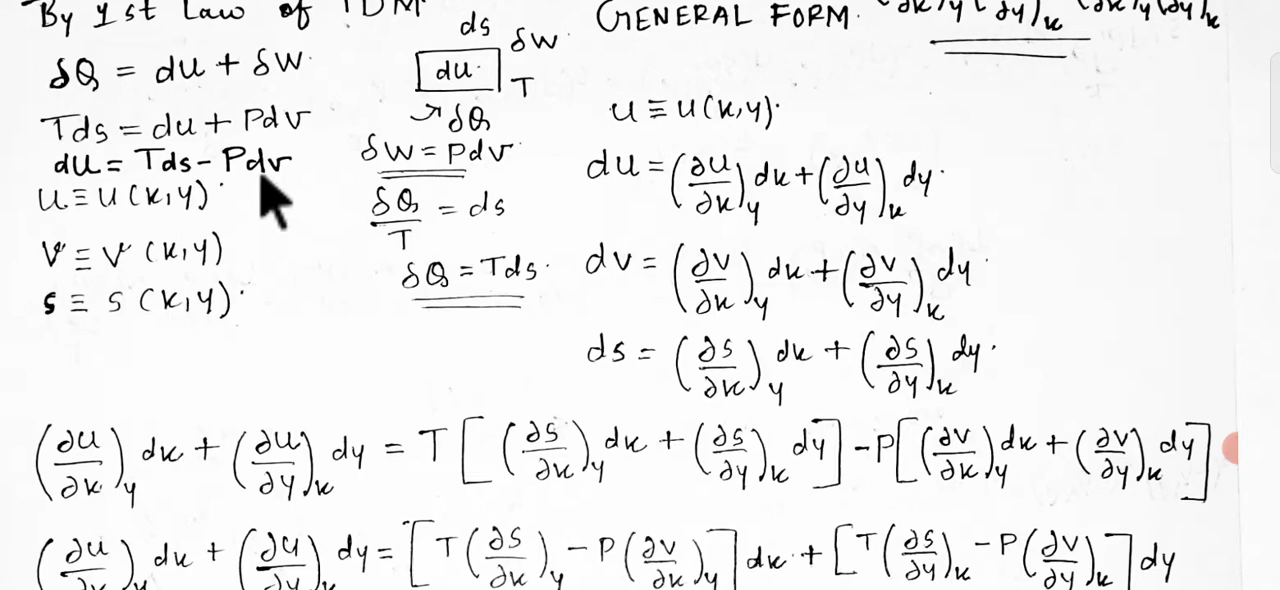 By 1st Law of TDM
GENERAL FORM.
δQ = du + δW.
ds
δW
du.
T
δQ
Tds = du + Pdv
du = Tds - Pdv
u ≡ u(x,y).
v ≡ v(x,y)
s ≡ s(x,y).
δW = Pdv.
δQ/T = ds
δQ = Tds.
u ≡ u(x,y).
du = (∂u/∂x)_y dx + (∂u/∂y)_x dy.
dv = (∂v/∂x)_y dx + (∂v/∂y)_x dy.
ds = (∂s/∂x)_y dx + (∂s/∂y)_x dy.
(∂u/∂x)_y dx + (∂u/∂y)_x dy = T[(∂s/∂x)_y dx + (∂s/∂y)_x dy] - P[(∂v/∂x)_y dx + (∂v/∂y)_x dy]
(∂u/∂x)_y dx + (∂u/∂y)_x dy = [T(∂s/∂x)_y - P(∂v/∂x)_y] dx + [T(∂s/∂y)_x - P(∂v/∂y)_x] dy